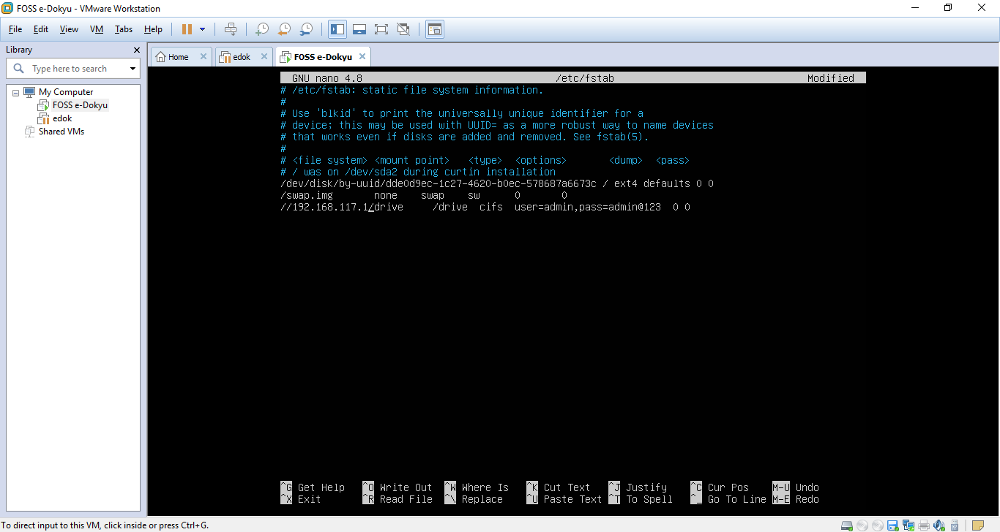 FOSS e-Dokyu - VMware Workstation
File Edit View VM Tabs Help
Library
Type here to search
My Computer
FOSS e-Dokyu
edok
Shared VMs
Home edok FOSS e-Dokyu
GNU nano 4.8 /etc/fstab Modified
# /etc/fstab: static file system information.
#
# Use 'blkid' to print the universally unique identifier for a
# device; this may be used with UUID= as a more robust way to name devices
# that works even if disks are added and removed. See fstab(5).
#
# <file system> <mount point> <type> <options> <dump> <pass>
# / was on /dev/sda2 during curtin installation
/dev/disk/by-uuid/dde0d9ec-1c27-4620-b0ec-578687a6673c / ext4 defaults 0 0
/swap.img none swap sw 0 0
//192.168.117.1/drive /drive cifs user=admin,pass=admin@123 0 0
^G Get Help ^O Write Out ^W Where Is ^K Cut Text ^J Justify ^C Cur Pos M-U Undo
^X Exit ^R Read File ^\ Replace ^U Paste Text ^T To Spell ^_ Go To Line M-E Redo
To direct input to this VM, click inside or press Ctrl+G.